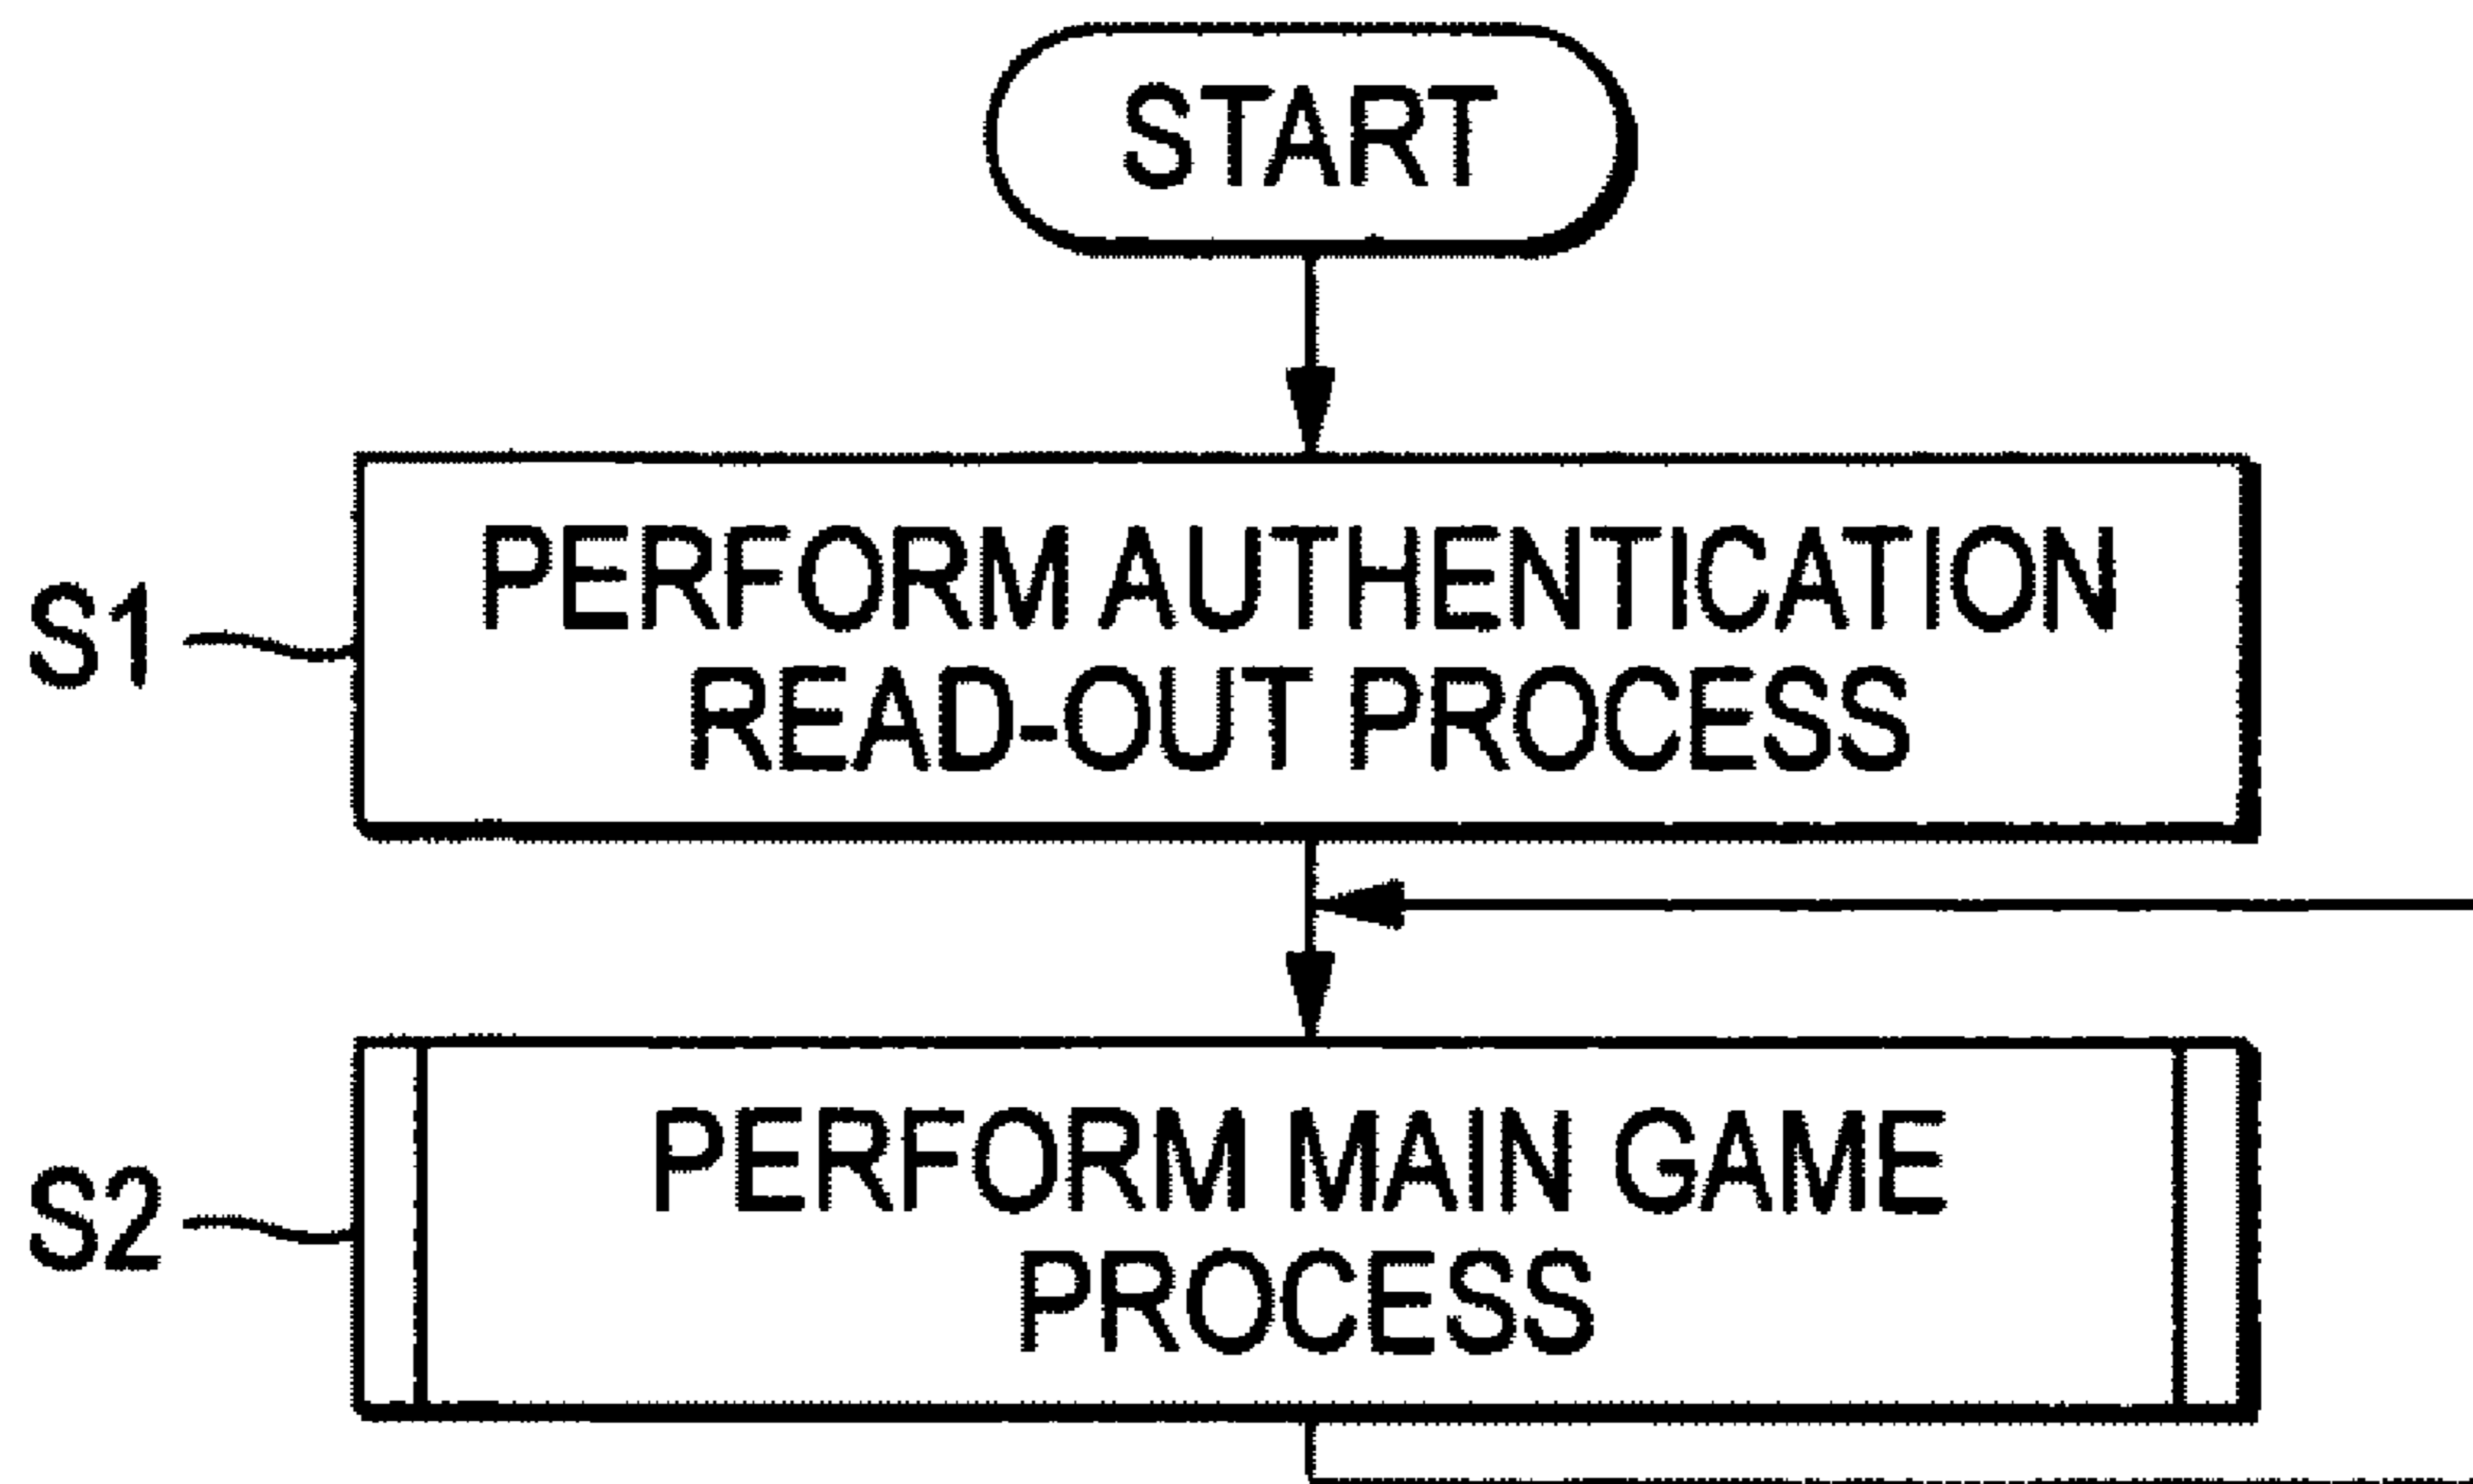 START
S1
PERFORM AUTHENTICATION
READ-OUT PROCESS
S2
PERFORM MAIN GAME
PROCESS